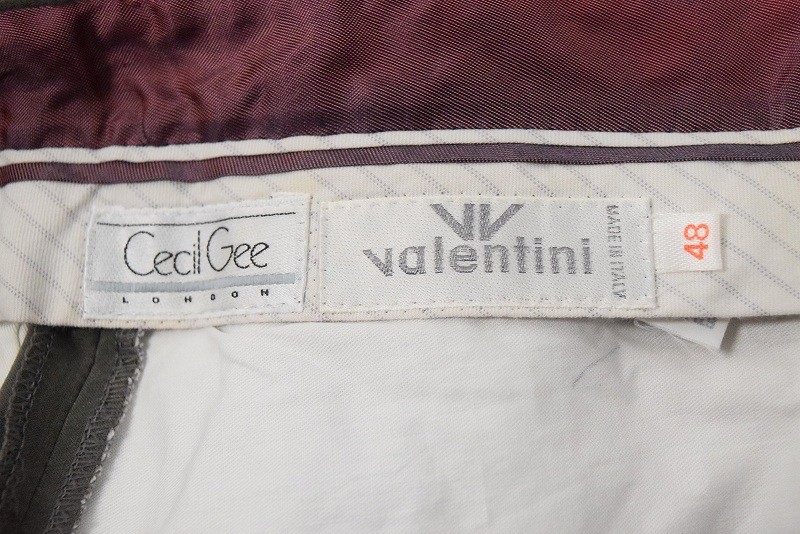 Cecil Gee
LONDON
valentini
MADE IN ITALY
48